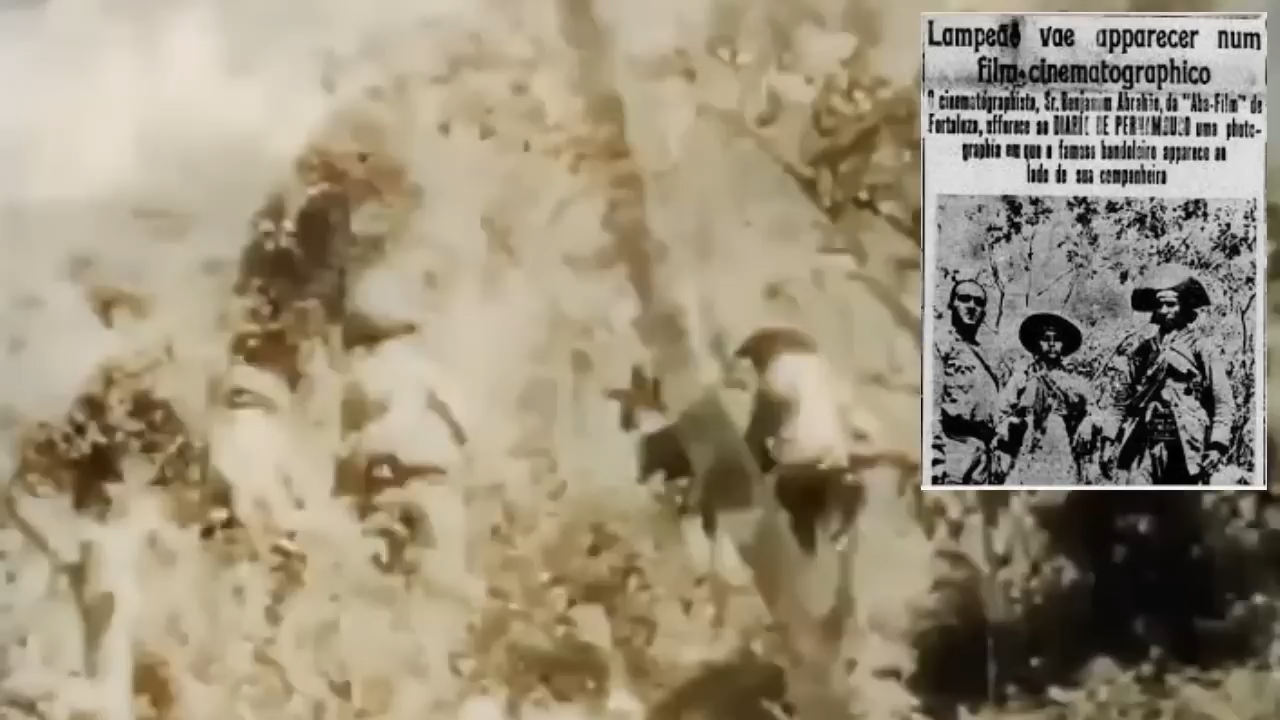 Lampeão vae apparecer num
film cinematographico
O cinematographista, Sr. Benjamin Abrahão, da "Aba-Film" de
Fortaleza, offerece ao DIARIO DE PERNAMBUCO uma photo-
graphia em que o famoso bandoleiro apparece ao
lado de sua companheira